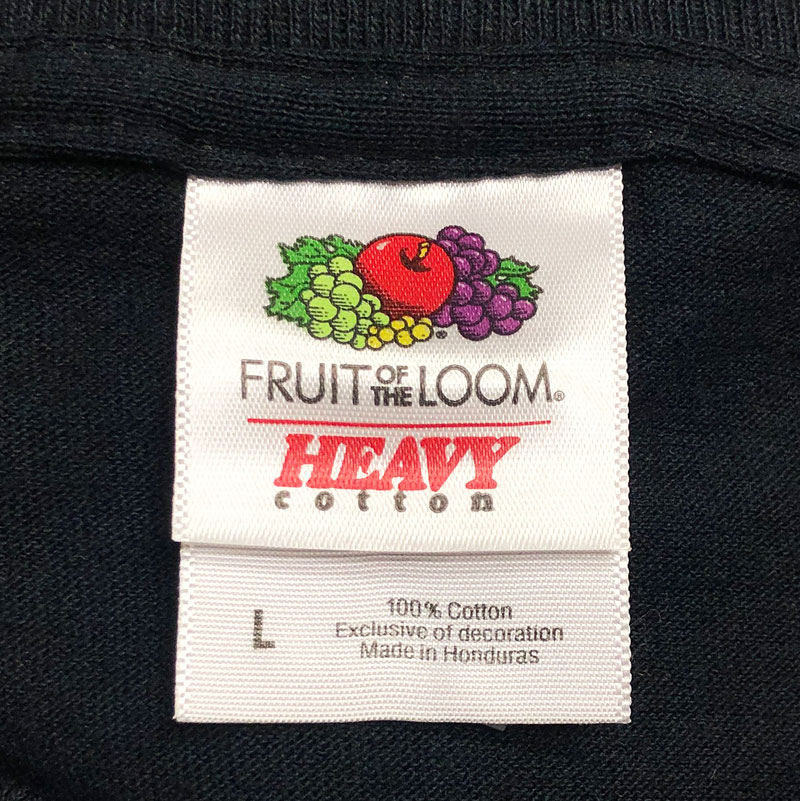 FRUIT OF THE LOOM®
HEAVY
cotton
L
100% Cotton
Exclusive of decoration
Made in Honduras